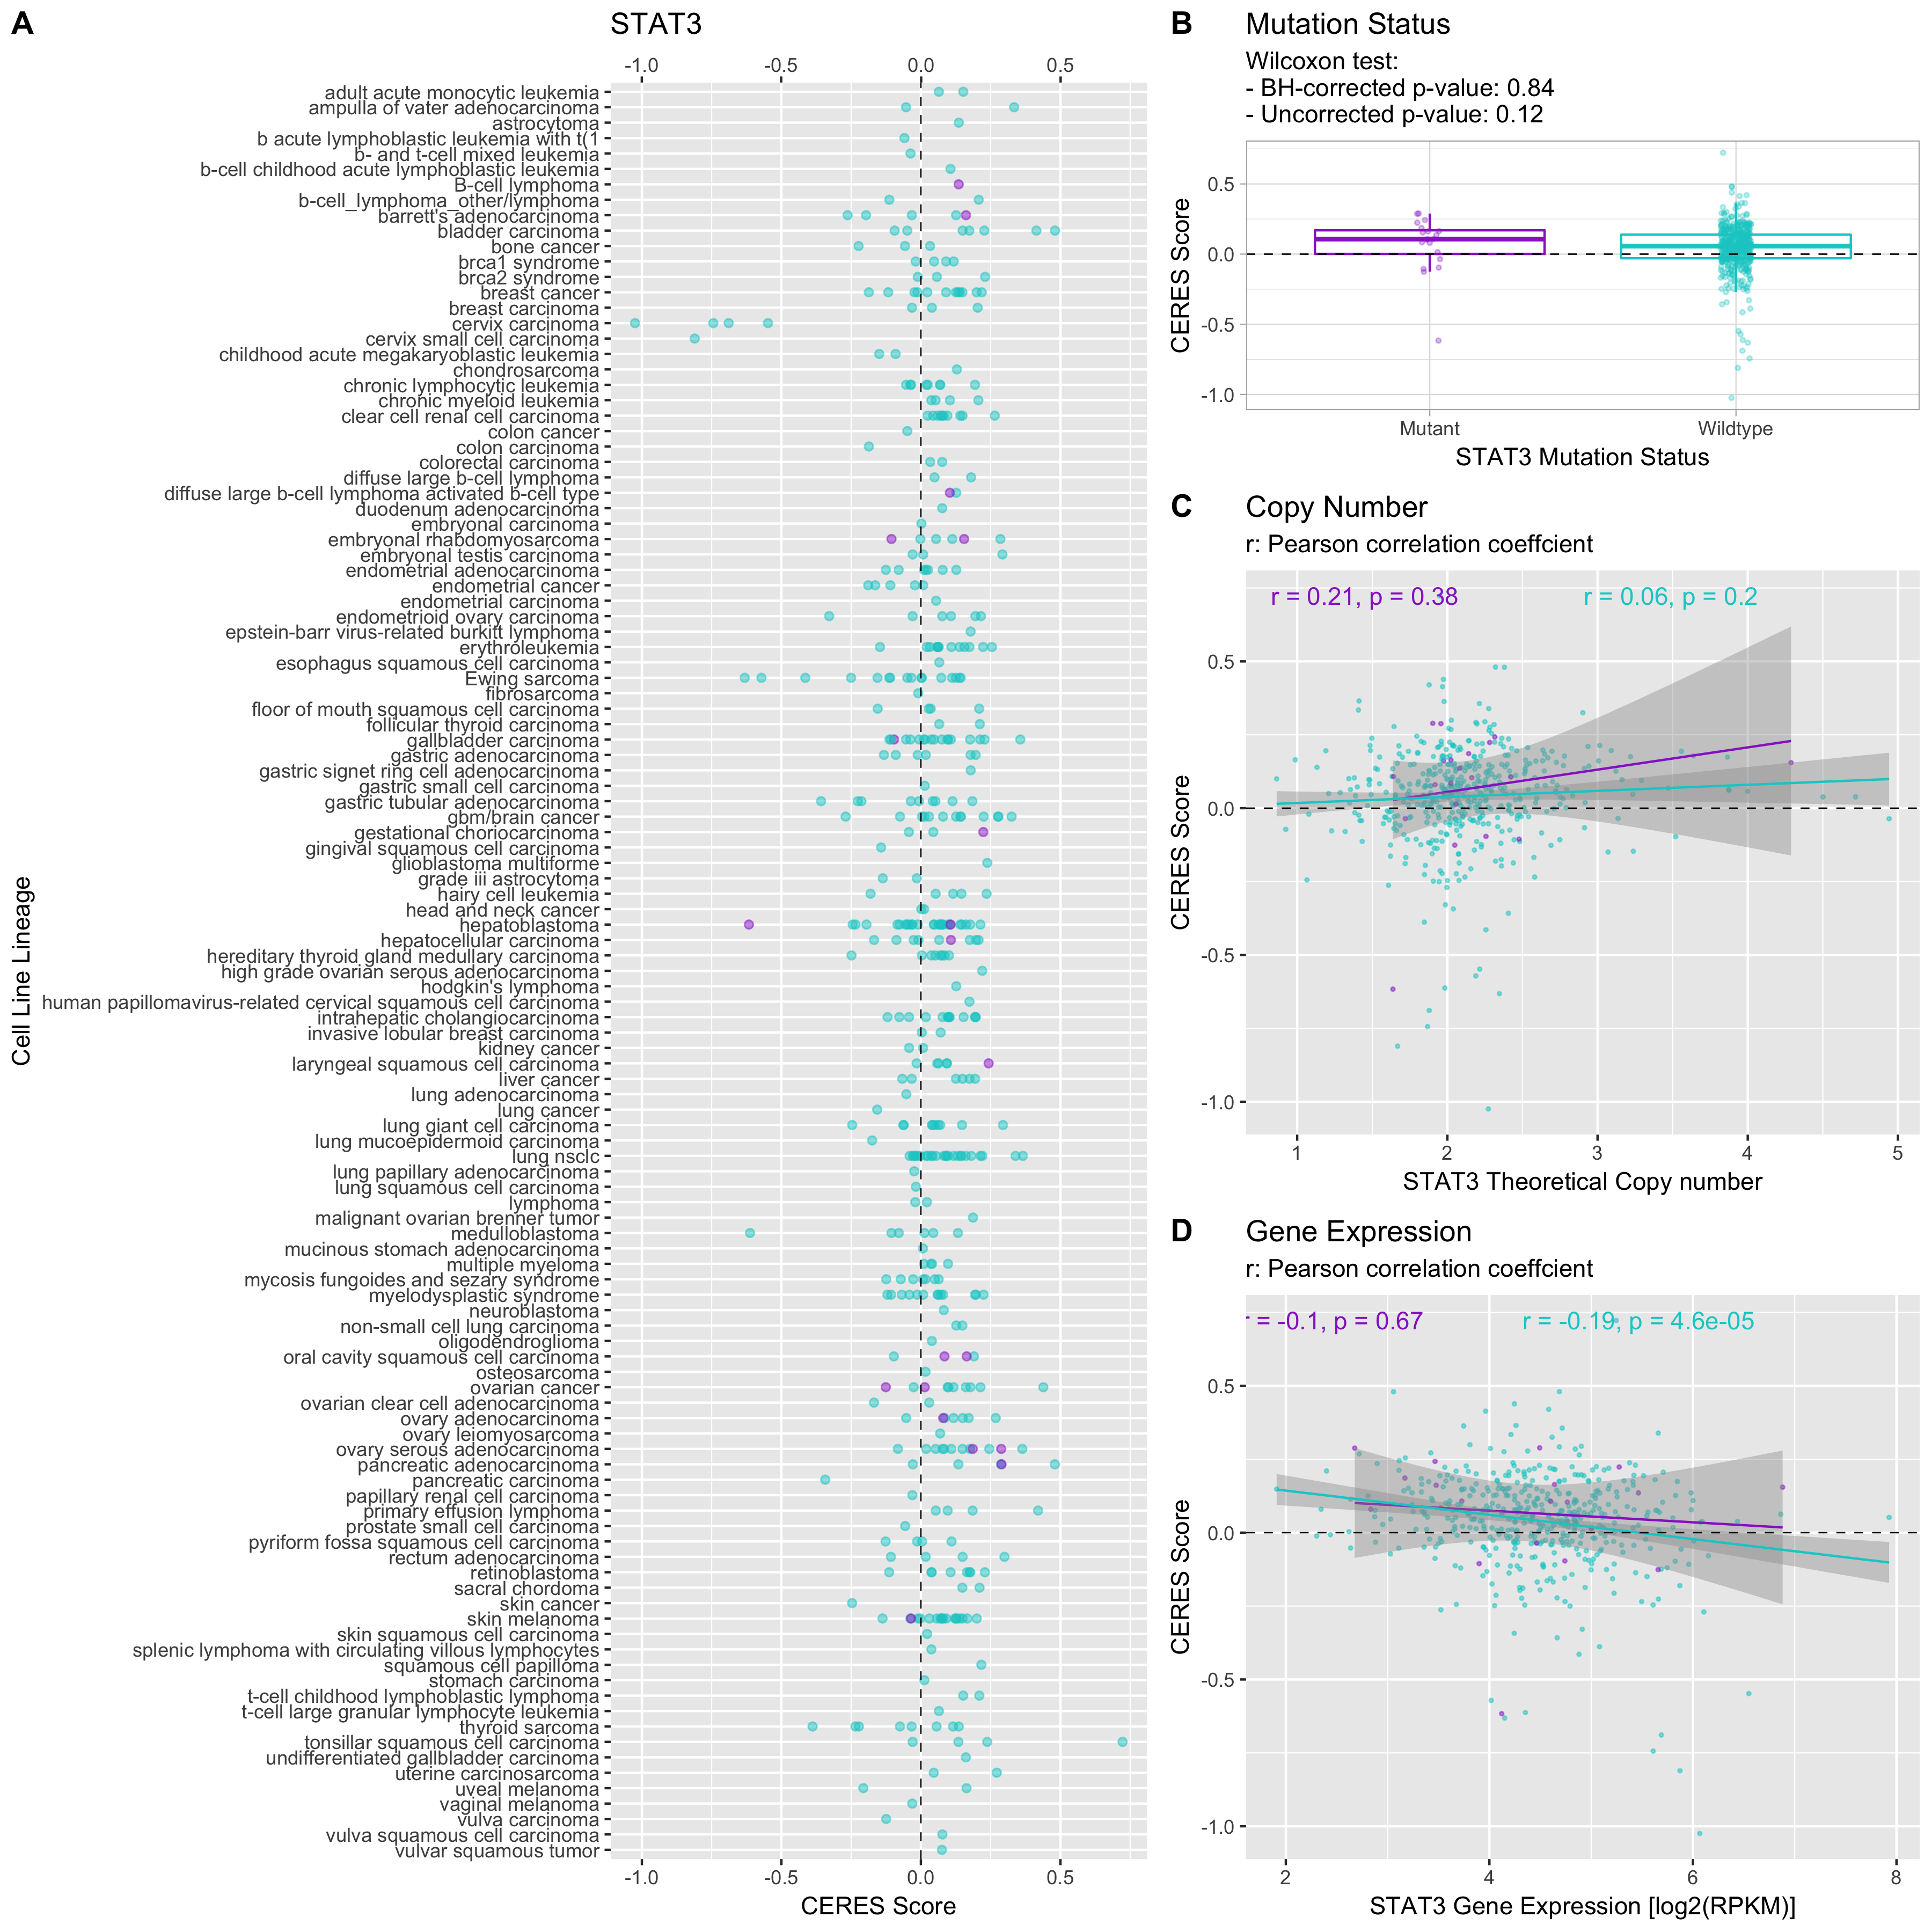 A
STAT3
-1.0 -0.5 0.0 0.5
Cell Line Lineage
adult acute monocytic leukemia
ampulla of vater adenocarcinoma
astrocytoma
b acute lymphoblastic leukemia with t(1
b- and t-cell mixed leukemia
b-cell childhood acute lymphoblastic leukemia
B-cell lymphoma
b-cell_lymphoma_other/lymphoma
barrett's adenocarcinoma
bladder carcinoma
bone cancer
brca1 syndrome
brca2 syndrome
breast cancer
breast carcinoma
cervix carcinoma
cervix small cell carcinoma
childhood acute megakaryoblastic leukemia
chondrosarcoma
chronic lymphocytic leukemia
chronic myeloid leukemia
clear cell renal cell carcinoma
colon cancer
colon carcinoma
colorectal carcinoma
diffuse large b-cell lymphoma
diffuse large b-cell lymphoma activated b-cell type
duodenum adenocarcinoma
embryonal carcinoma
embryonal rhabdomyosarcoma
embryonal testis carcinoma
endometrial adenocarcinoma
endometrial cancer
endometrial carcinoma
endometrioid ovary carcinoma
epstein-barr virus-related burkitt lymphoma
erythroleukemia
esophagus squamous cell carcinoma
Ewing sarcoma
fibrosarcoma
floor of mouth squamous cell carcinoma
follicular thyroid carcinoma
gallbladder carcinoma
gastric adenocarcinoma
gastric signet ring cell adenocarcinoma
gastric small cell carcinoma
gastric tubular adenocarcinoma
gbm/brain cancer
gestational choriocarcinoma
gingival squamous cell carcinoma
glioblastoma multiforme
grade iii astrocytoma
hairy cell leukemia
head and neck cancer
hepatoblastoma
hepatocellular carcinoma
hereditary thyroid gland medullary carcinoma
high grade ovarian serous adenocarcinoma
hodgkin's lymphoma
human papillomavirus-related cervical squamous cell carcinoma
intrahepatic cholangiocarcinoma
invasive lobular breast carcinoma
kidney cancer
laryngeal squamous cell carcinoma
liver cancer
lung adenocarcinoma
lung cancer
lung giant cell carcinoma
lung mucoepidermoid carcinoma
lung nsclc
lung papillary adenocarcinoma
lung squamous cell carcinoma
lymphoma
malignant ovarian brenner tumor
medulloblastoma
mucinous stomach adenocarcinoma
multiple myeloma
mycosis fungoides and sezary syndrome
myelodysplastic syndrome
neuroblastoma
non-small cell lung carcinoma
oligodendroglioma
oral cavity squamous cell carcinoma
osteosarcoma
ovarian cancer
ovarian clear cell adenocarcinoma
ovary adenocarcinoma
ovary leiomyosarcoma
ovary serous adenocarcinoma
pancreatic adenocarcinoma
pancreatic carcinoma
papillary renal cell carcinoma
primary effusion lymphoma
prostate small cell carcinoma
pyriform fossa squamous cell carcinoma
rectum adenocarcinoma
retinoblastoma
sacral chordoma
skin cancer
skin melanoma
skin squamous cell carcinoma
splenic lymphoma with circulating villous lymphocytes
squamous cell papilloma
stomach carcinoma
t-cell childhood lymphoblastic lymphoma
t-cell large granular lymphocyte leukemia
thyroid sarcoma
tonsillar squamous cell carcinoma
undifferentiated gallbladder carcinoma
uterine carcinosarcoma
uveal melanoma
vaginal melanoma
vulva carcinoma
vulva squamous cell carcinoma
vulvar squamous tumor
-1.0 -0.5 0.0 0.5
CERES Score
B
Mutation Status
Wilcoxon test:
- BH-corrected p-value: 0.84
- Uncorrected p-value: 0.12
CERES Score
0.5
0.0
-0.5
-1.0
Mutant Wildtype
STAT3 Mutation Status
C
Copy Number
r: Pearson correlation coeffcient
r = 0.21, p = 0.38 r = 0.06, p = 0.2
CERES Score
0.5
0.0
-0.5
-1.0
1 2 3 4 5
STAT3 Theoretical Copy number
D
Gene Expression
r: Pearson correlation coeffcient
r = -0.1, p = 0.67 r = -0.19, p = 4.6e-05
CERES Score
0.5
0.0
-0.5
-1.0
2 4 6 8
STAT3 Gene Expression [log2(RPKM)]